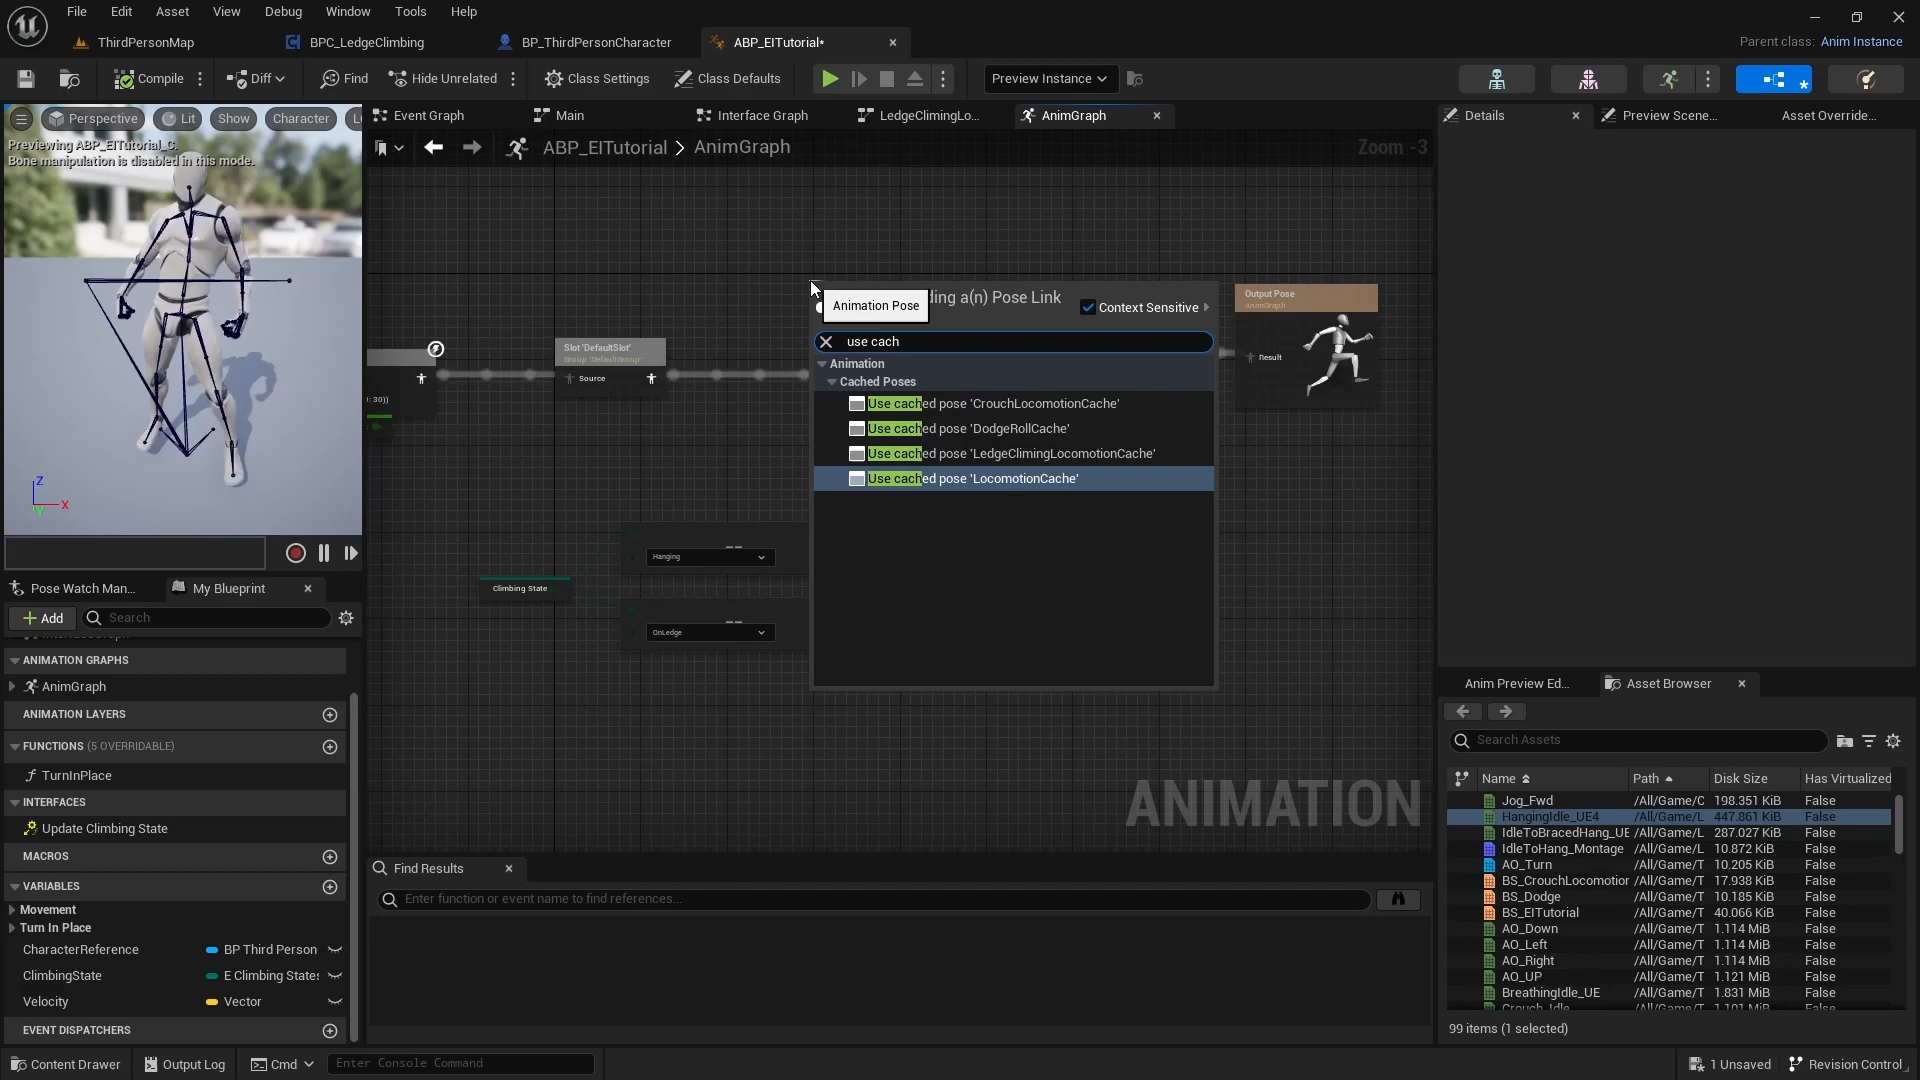 File Edit Asset View Debug Window Tools Help
ThirdPersonMap BPC_LedgeClimbing BP_ThirdPersonCharacter ABP_EITutorial*
Parent class: Anim Instance
Compile Diff Find Hide Unrelated Class Settings Class Defaults Preview Instance
Perspective Lit Show Character
Previewing ABP_EITutorial_C.
Bone manipulation is disabled in this mode.
Z
X
Y
Event Graph Main Interface Graph LedgeClimingLo... AnimGraph
ABP_EITutorial > AnimGraph Zoom -3
Slot 'DefaultSlot'
Group 'DefaultGroup'
Source
: 30))
Climbing State
Hanging
OnLedge
Animation Pose
ding a(n) Pose Link
Context Sensitive
use cach
Animation
Cached Poses
Use cached pose 'CrouchLocomotionCache'
Use cached pose 'DodgeRollCache'
Use cached pose 'LedgeClimingLocomotionCache'
Use cached pose 'LocomotionCache'
Output Pose
AnimGraph
Result
ANIMATION
Find Results
Enter function or event name to find references...
Pose Watch Man... My Blueprint
Add Search
ANIMATION GRAPHS
AnimGraph
ANIMATION LAYERS
FUNCTIONS (5 OVERRIDABLE)
TurnInPlace
INTERFACES
Update Climbing State
MACROS
VARIABLES
Movement
Turn In Place
CharacterReference BP Third Person
ClimbingState E Climbing States
Velocity Vector
EVENT DISPATCHERS
Details Preview Scene... Asset Override...
Anim Preview Ed... Asset Browser
Search Assets
Name Path Disk Size Has Virtualized
Jog_Fwd /All/Game/C 198.351 KiB False
HangingIdle_UE4 /All/Game/L 447.861 KiB False
IdleToBracedHang_UE /All/Game/L 287.027 KiB False
IdleToHang_Montage /All/Game/L 10.872 KiB False
AO_Turn /All/Game/T 10.205 KiB False
BS_CrouchLocomotion /All/Game/T 17.938 KiB False
BS_Dodge /All/Game/T 10.185 KiB False
BS_EITutorial /All/Game/T 40.066 KiB False
AO_Down /All/Game/T 1.114 MiB False
AO_Left /All/Game/T 1.114 MiB False
AO_Right /All/Game/T 1.114 MiB False
AO_UP /All/Game/T 1.121 MiB False
BreathingIdle_UE /All/Game/T 1.831 MiB False
Crouch_Idle /All/Game/T 1.101 MiB False
99 items (1 selected)
Content Drawer Output Log Cmd Enter Console Command
1 Unsaved Revision Control